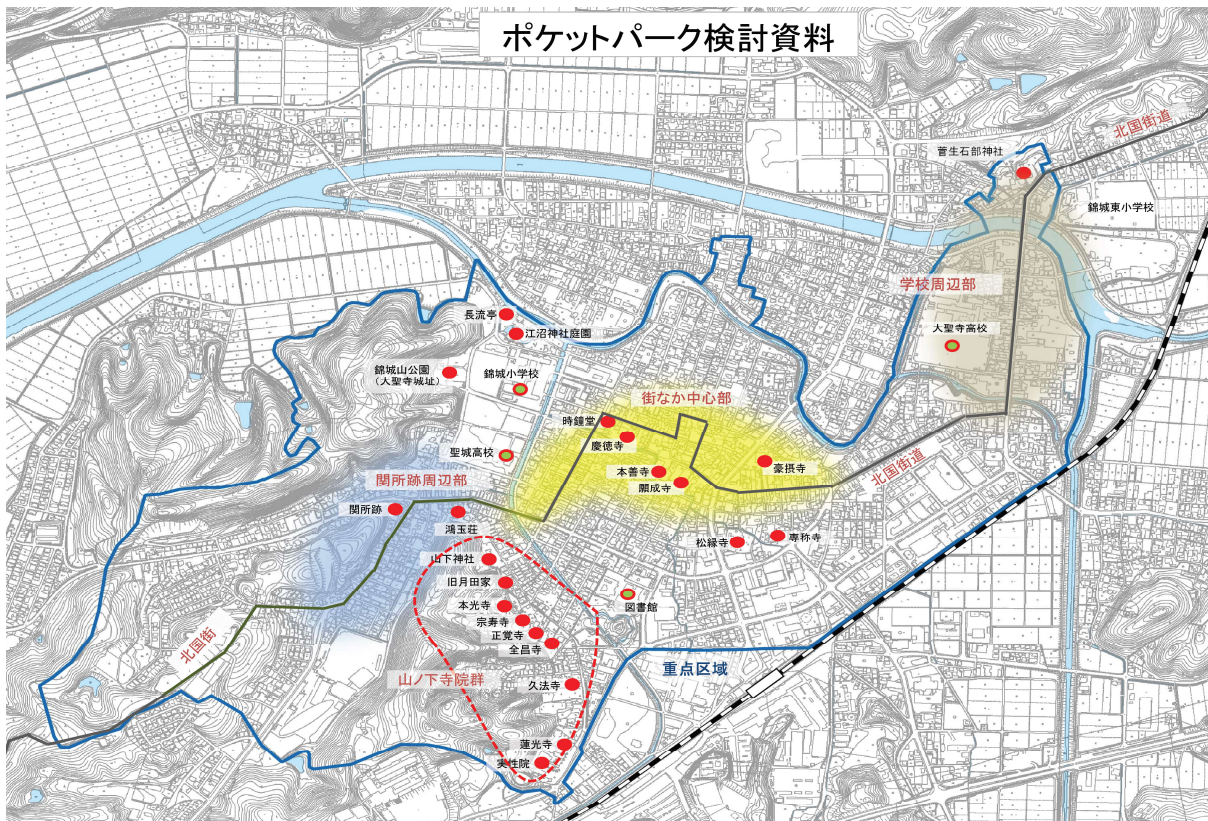 ポケットパーク検討資料
北国街道
菅生石部神社
錦城東小学校
学校周辺部
大聖寺高校
長流亭
江沼神社庭園
錦城山公園
(大聖寺城址)
錦城小学校
街なか中心部
時鐘堂
慶徳寺
聖城高校
本善寺
願成寺
豪摂寺
北国街道
関所跡周辺部
関所跡
鴻玉荘
松縁寺
専称寺
山下神社
旧月田家
本光寺
宗寿寺
正覚寺
全昌寺
図書館
北国街
重点区域
山ノ下寺院群
久法寺
蓮光寺
実性院